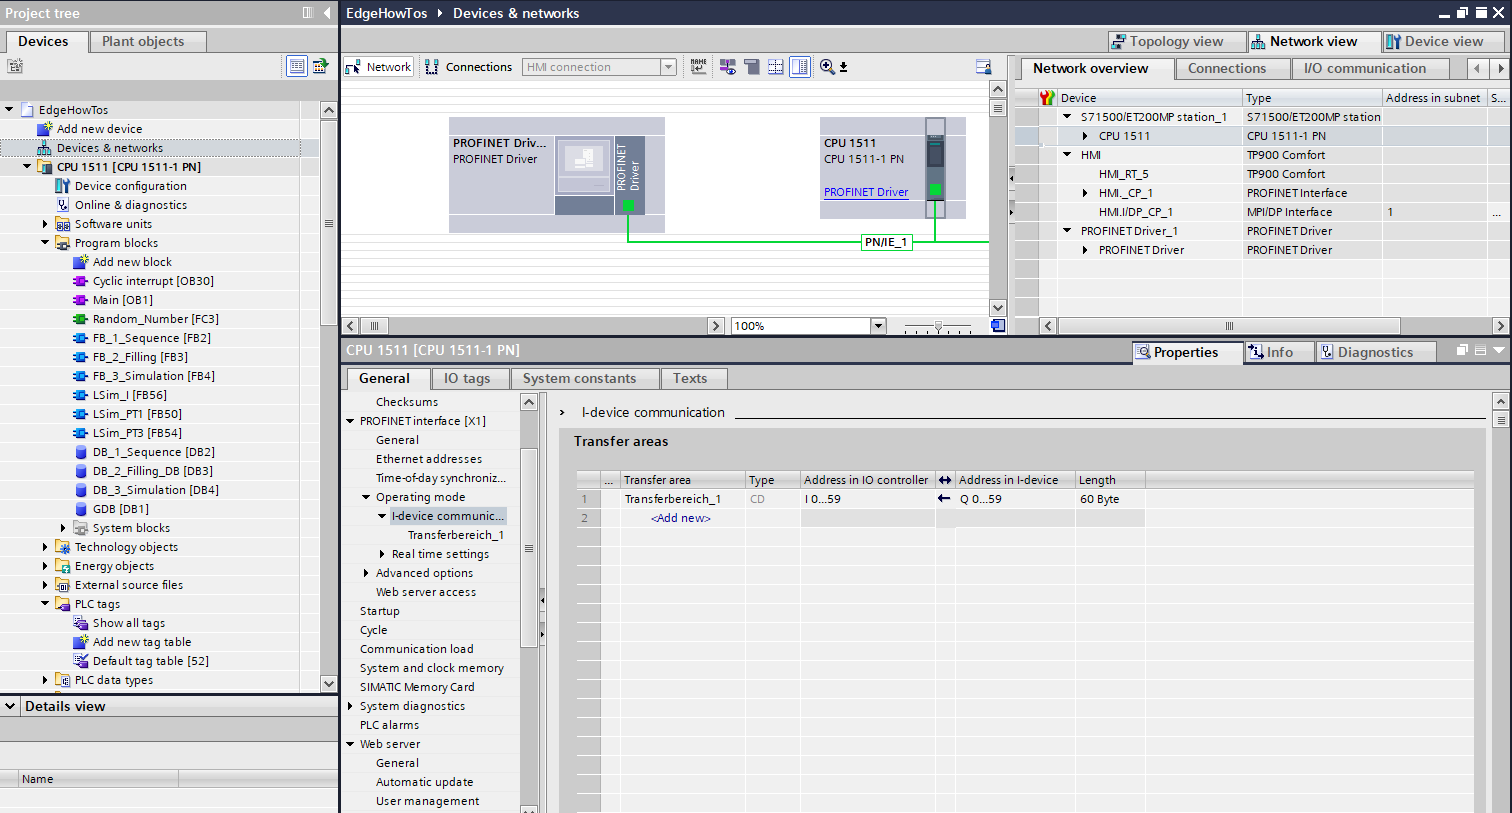 Project tree
Devices
Plant objects
EdgeHowTos
Add new device
Devices & networks
CPU 1511 [CPU 1511-1 PN]
Device configuration
Online & diagnostics
Software units
Program blocks
Add new block
Cyclic interrupt [OB30]
Main [OB1]
Random_Number [FC3]
FB_1_Sequence [FB2]
FB_2_Filling [FB3]
FB_3_Simulation [FB4]
LSim_I [FB56]
LSim_PT1 [FB50]
LSim_PT3 [FB54]
DB_1_Sequence [DB2]
DB_2_Filling_DB [DB3]
DB_3_Simulation [DB4]
GDB [DB1]
System blocks
Technology objects
Energy objects
External source files
PLC tags
Show all tags
Add new tag table
Default tag table [52]
PLC data types
Details view
Name
EdgeHowTos Devices & networks
Topology view
Network view
Device view
Network
Connections
HMI connection
NAME
PROFINET Driv...
PROFINET Driver
PROFINET
Driver
CPU 1511
CPU 1511-1 PN
PROFINET Driver
PN/IE_1
100%
Network overview
Connections
I/O communication
Device Type Address in subnet S...
S71500/ET200MP station_1 S71500/ET200MP station
CPU 1511 CPU 1511-1 PN
HMI TP900 Comfort
HMI_RT_5 TP900 Comfort
HMI._CP_1 PROFINET Interface
HMI.I/DP_CP_1 MPI/DP Interface 1 ...
PROFINET Driver_1 PROFINET Driver
PROFINET Driver PROFINET Driver
CPU 1511 [CPU 1511-1 PN]
Properties
Info
Diagnostics
General
IO tags
System constants
Texts
Checksums
PROFINET interface [X1]
General
Ethernet addresses
Time-of-day synchroniz...
Operating mode
I-device communic...
Transferbereich_1
Real time settings
Advanced options
Web server access
Startup
Cycle
Communication load
System and clock memory
SIMATIC Memory Card
System diagnostics
PLC alarms
Web server
General
Automatic update
User management
I-device communication
Transfer areas
... Transfer area Type Address in IO controller Address in I-device Length
1 Transferbereich_1 CD I 0...59 Q 0...59 60 Byte
2 <Add new>